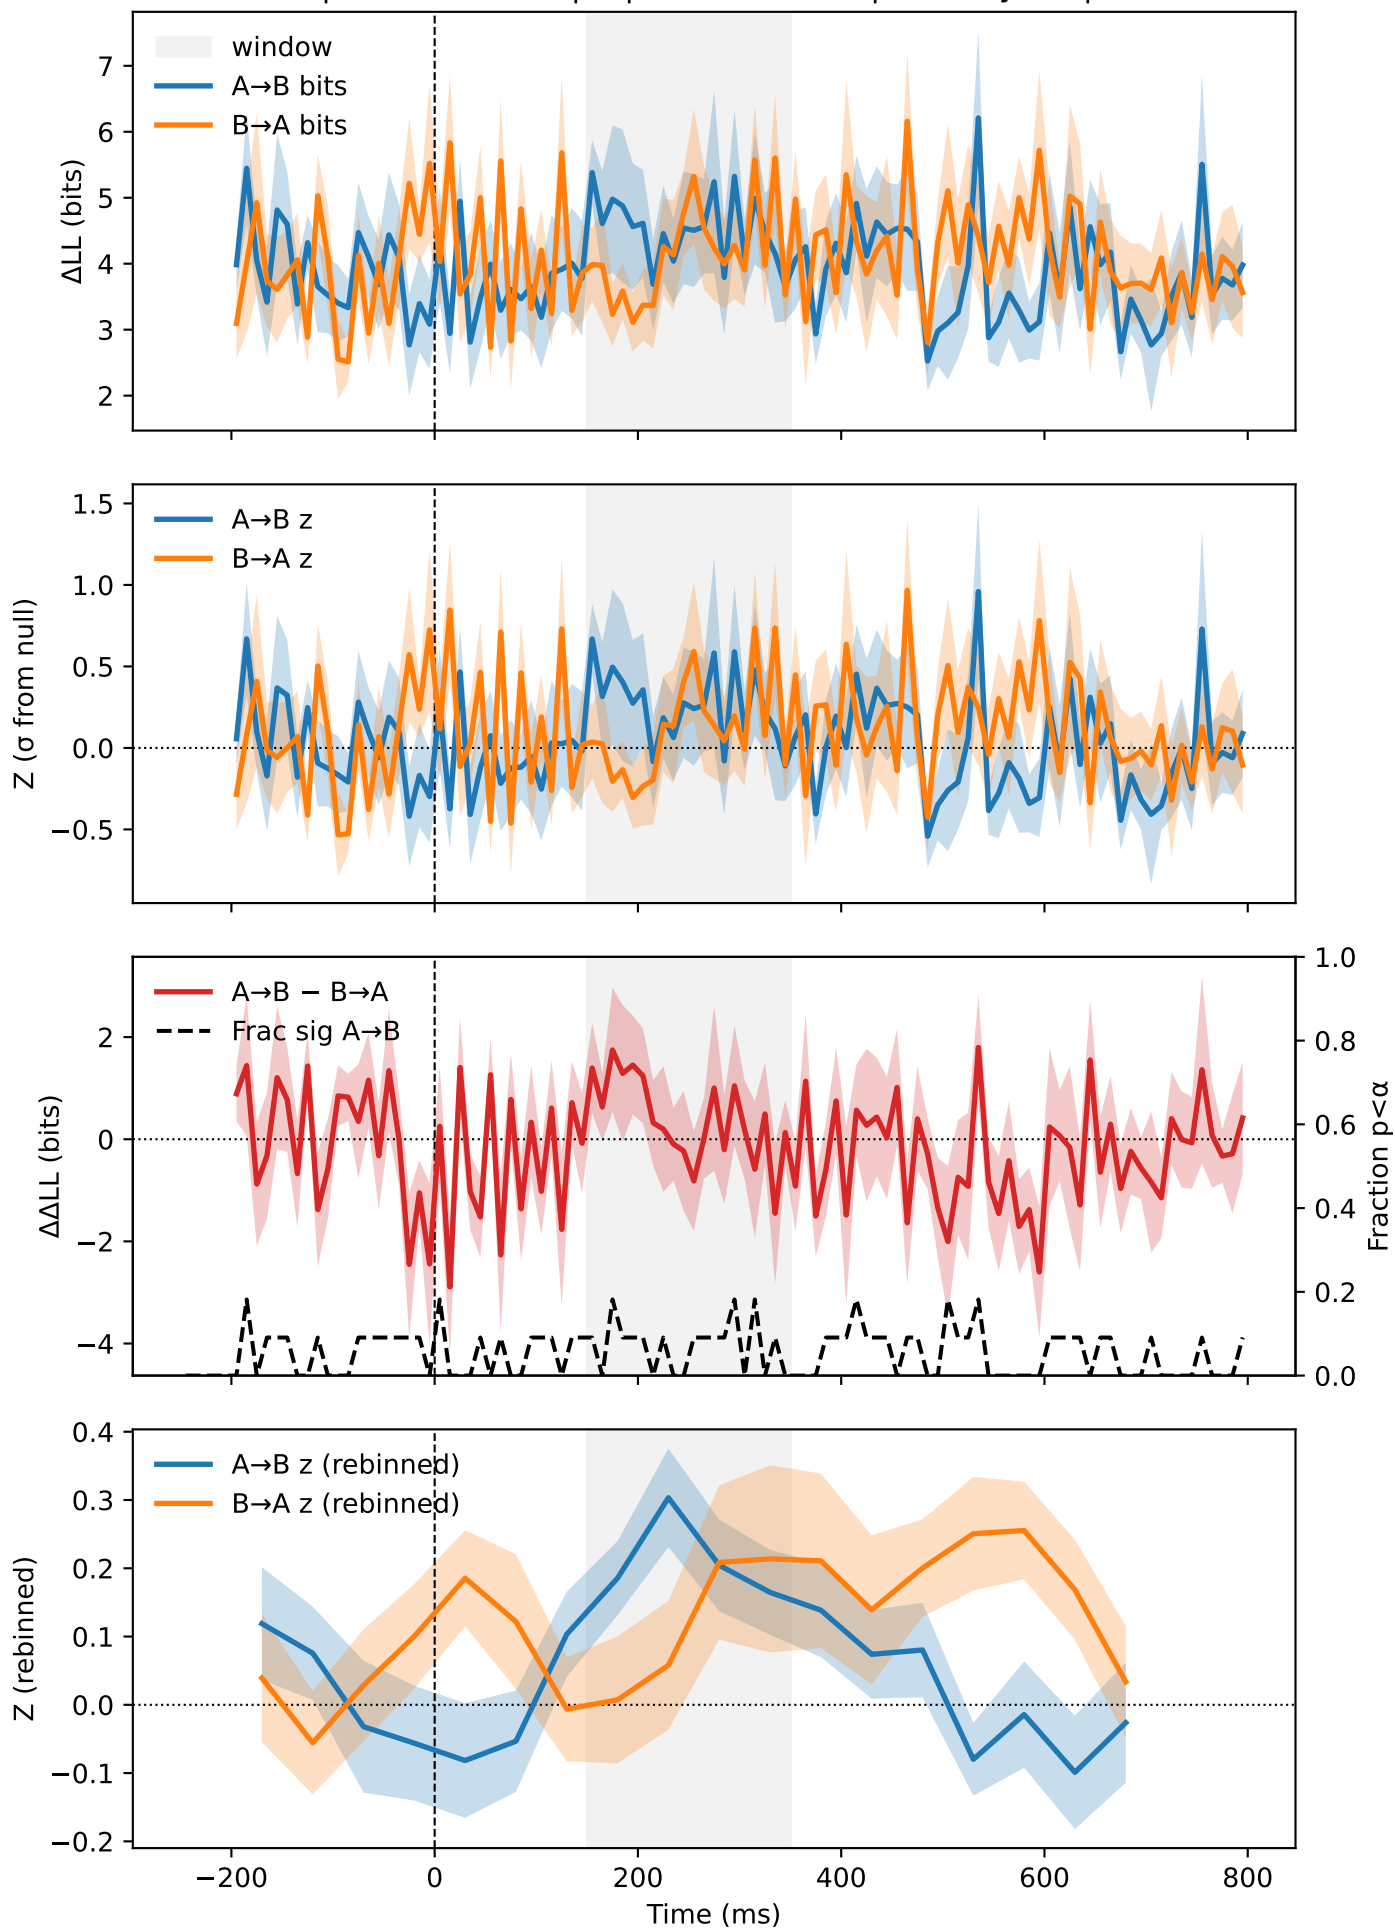 window
A→B bits
B→A bits
ΔLL (bits)
7
6
5
4
3
2
A→B z
B→A z
Z (σ from null)
1.5
1.0
0.5
0.0
−0.5
A→B − B→A
Frac sig A→B
ΔΔLL (bits)
2
0
−2
−4
1.0
0.8
0.6
0.4
0.2
0.0
Fraction p<α
A→B z (rebinned)
B→A z (rebinned)
Z (rebinned)
0.4
0.3
0.2
0.1
0.0
−0.1
−0.2
−200
0
200
400
600
800
Time (ms)